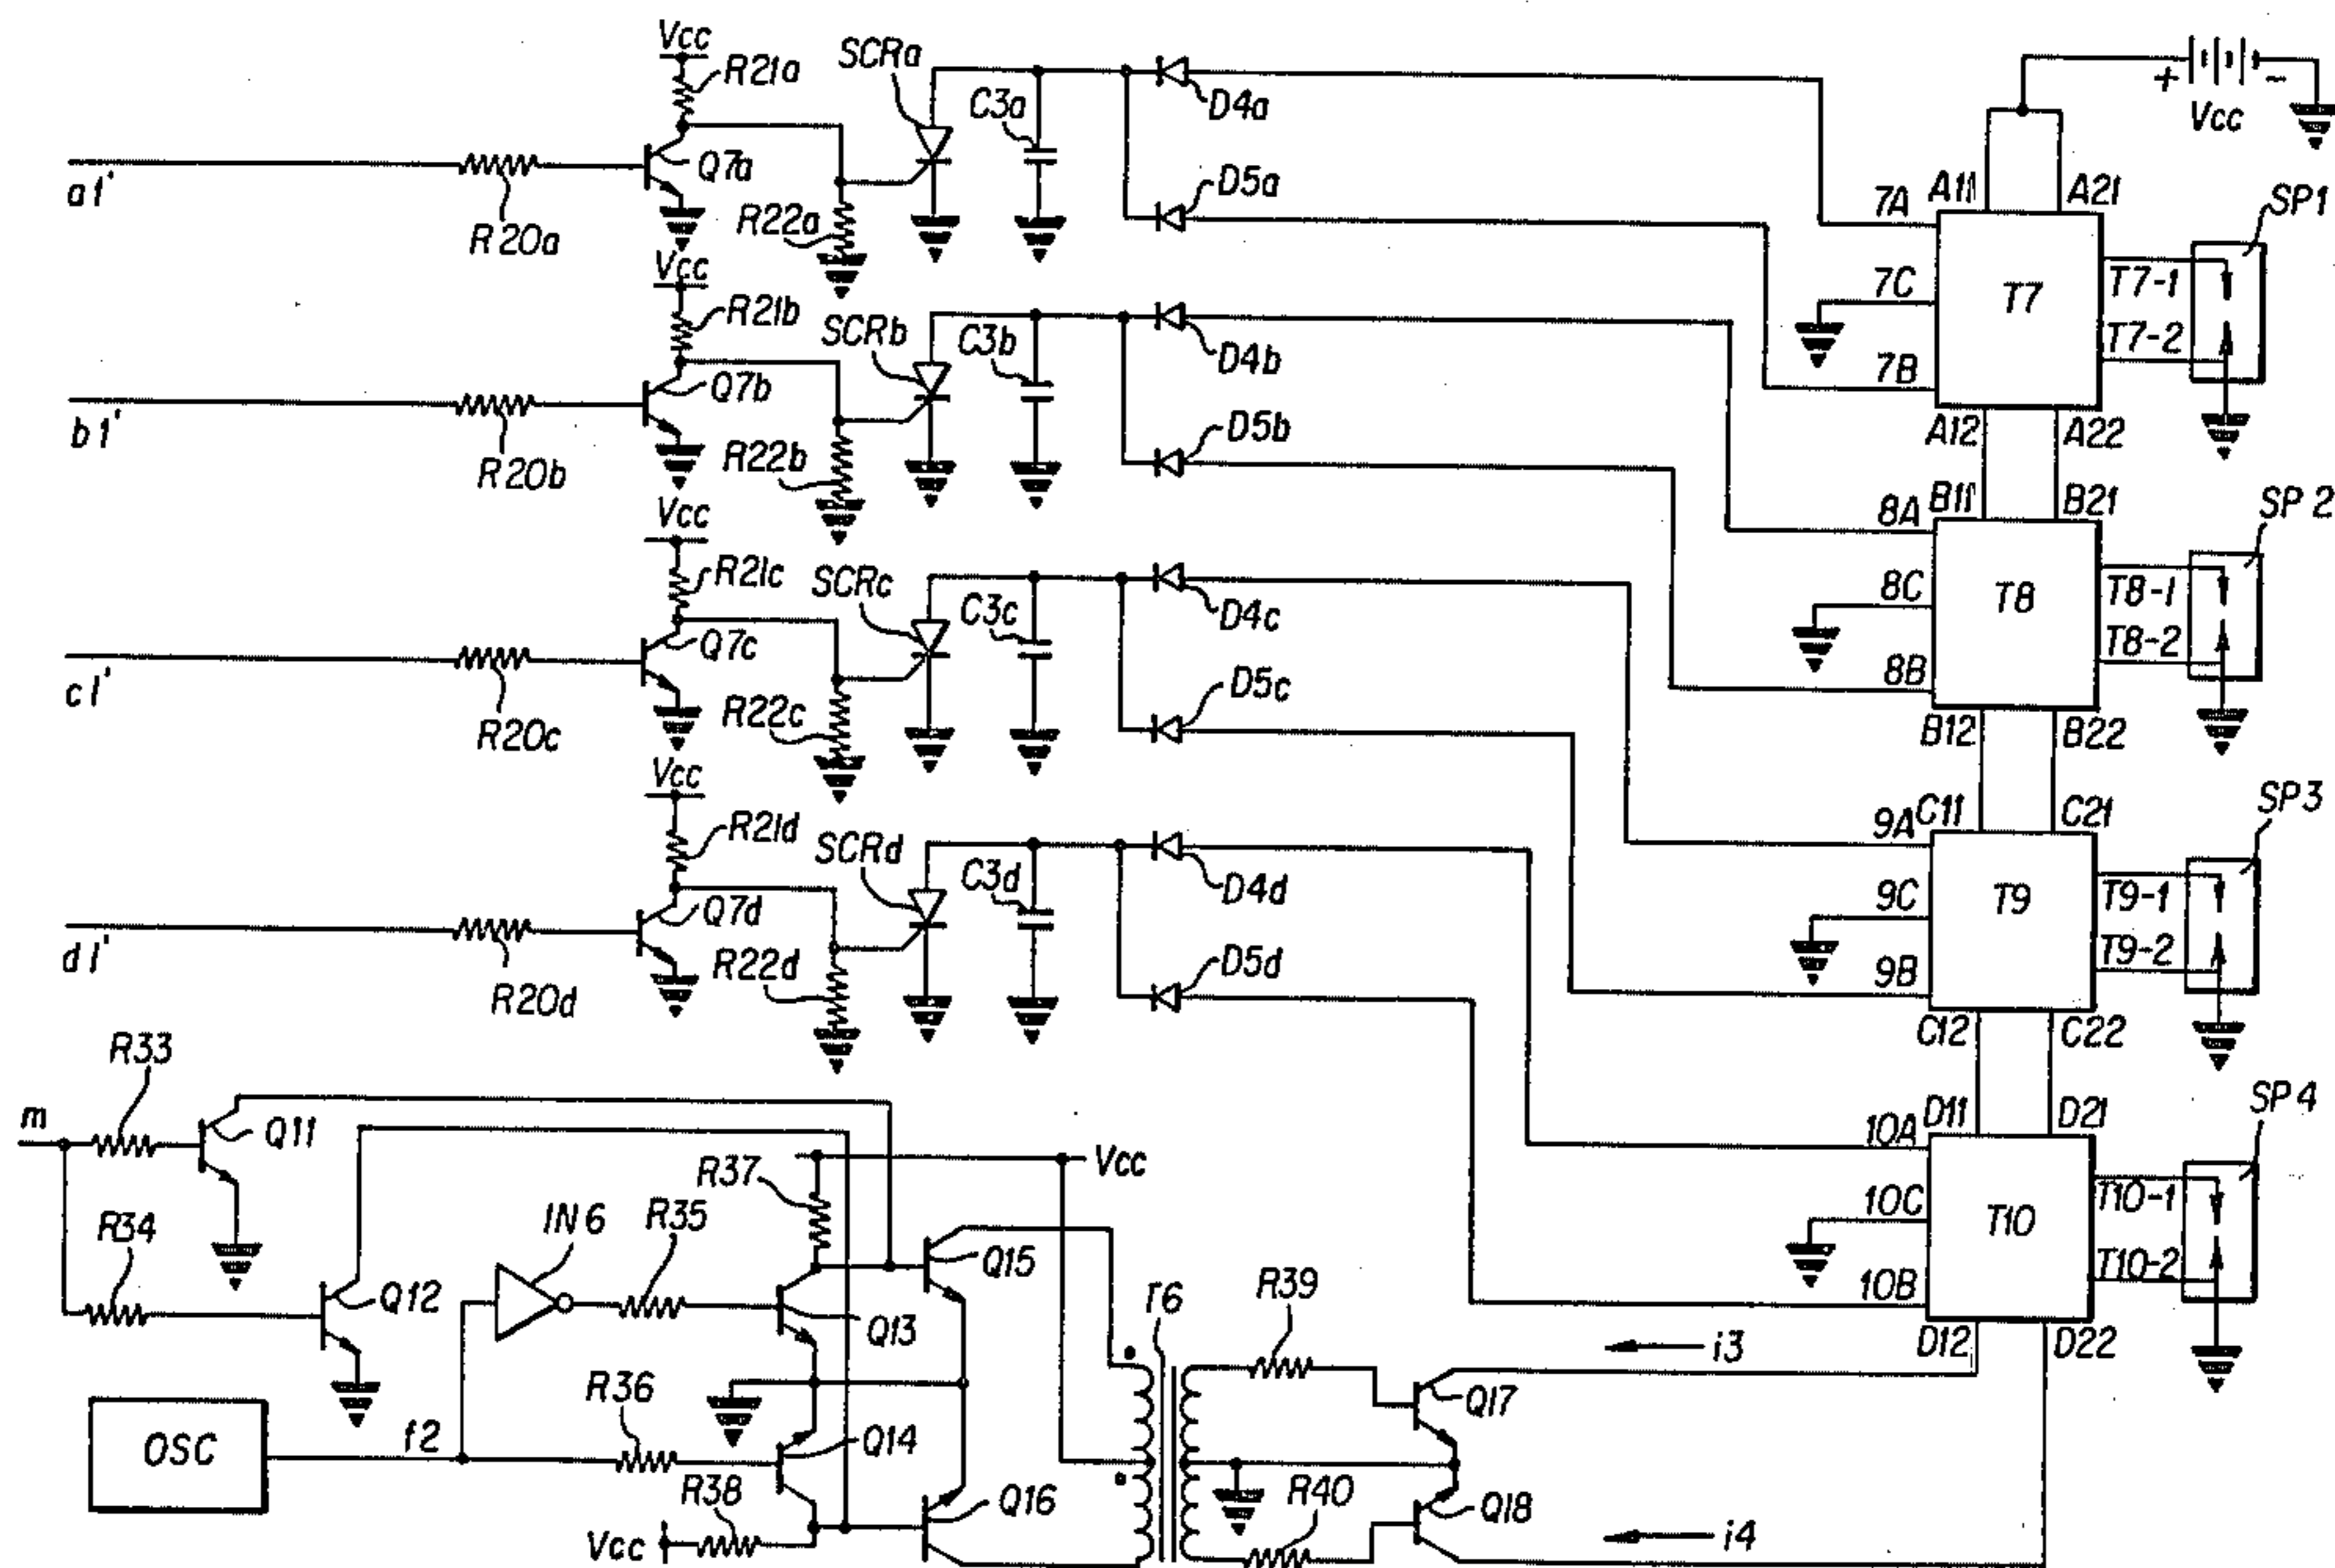 Vcc
R21a
SCRa
C3a
D4a
+
-
Vcc
a1'
R20a
Q7a
R22a
D5a
7A
A11
A21
SP1
7C
T7
T7-1
T7-2
7B
A12
A22
Vcc
R21b
SCRb
C3b
D4b
b1'
R20b
Q7b
R22b
D5b
8A
B11
B21
SP 2
8C
T8
T8-1
T8-2
8B
B12
B22
Vcc
R21c
SCRc
C3c
D4c
c1'
R20c
Q7c
R22c
D5c
9A
C11
C21
SP3
9C
T9
T9-1
T9-2
9B
C12
C22
Vcc
R21d
SCRd
C3d
D4d
d1'
R20d
Q7d
R22d
D5d
10A
D11
D21
SP4
10C
T10
T10-1
T10-2
10B
D12
D22
m
R33
Q11
R34
Q12
IN6
R35
R37
Vcc
Q13
Q15
OSC
f2
R36
Q14
R38
Vcc
Q16
T6
R39
Q17
i3
R40
Q18
i4